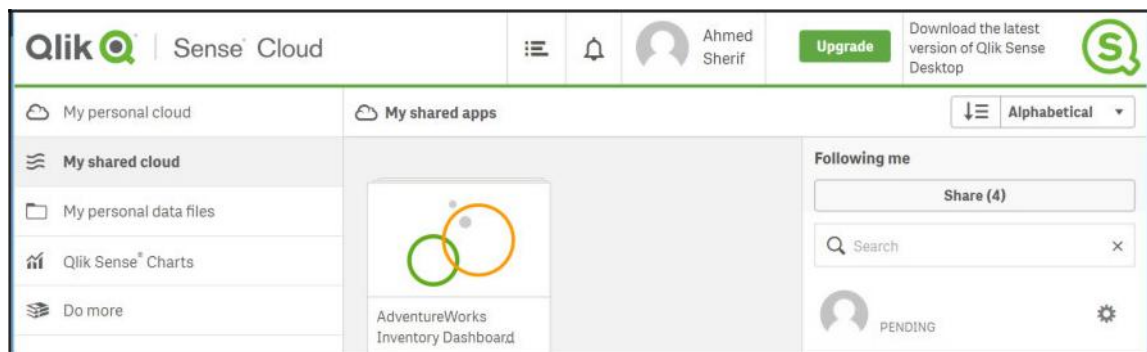 Qlik Q | Sense® Cloud
Ahmed
Sherif
Upgrade
Download the latest
version of Qlik Sense
Desktop
S
My personal cloud
My shared cloud
My personal data files
Qlik Sense® Charts
Do more
My shared apps
Alphabetical
AdventureWorks
Inventory Dashboard
Following me
Share (4)
Search
PENDING